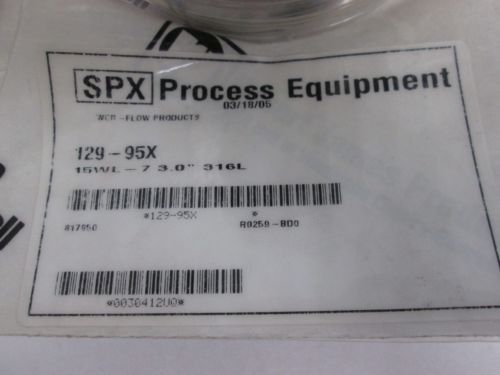 SPX Process Equipment
03/18/05
WCB -FLOW PRODUCTS
129-95X
15WL-7 3.0" 316L
*129-95X *
817950 R0259-BD0
*0030412U0*